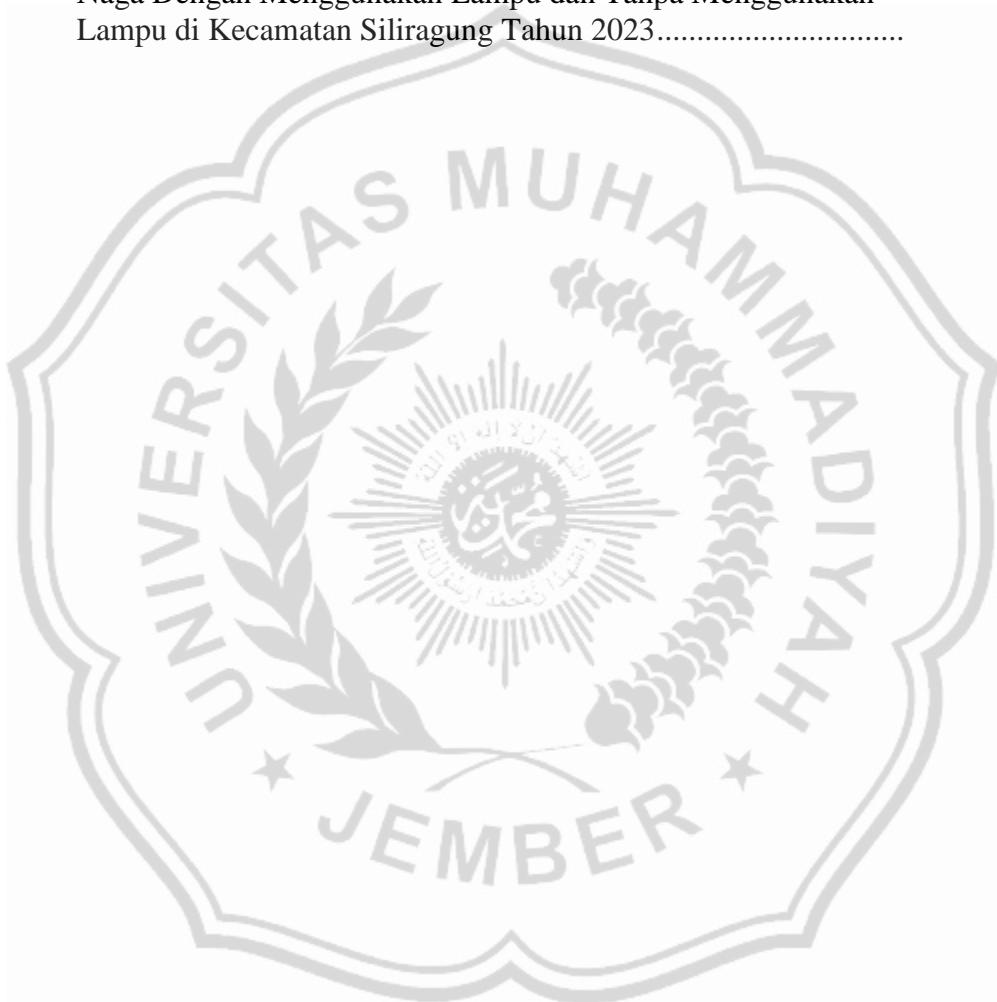 Naga Dengan Menggunakan Lampu dan Tanpa Menggunakan
Lampu di Kecamatan Siliragung Tahun 2023..............................
UNIVERSITAS MUHAMMADIYAH
JEMBER